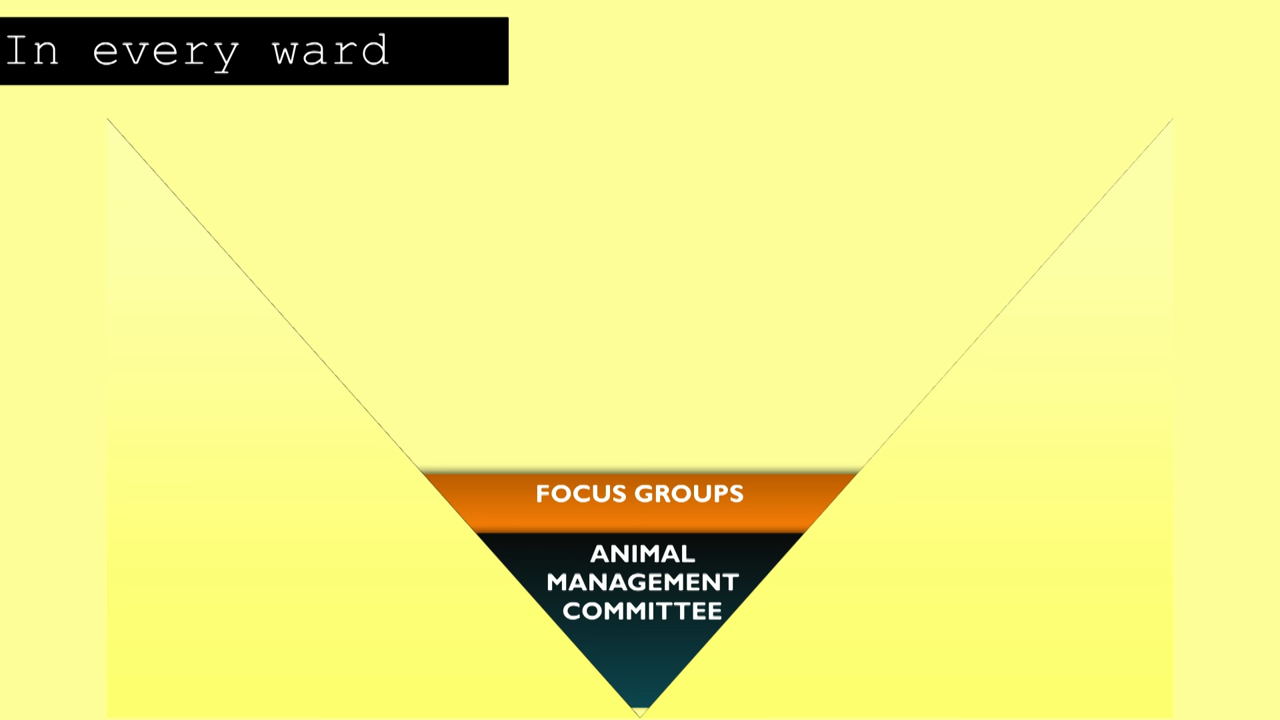 In every ward
FOCUS GROUPS
ANIMAL
MANAGEMENT
COMMITTEE